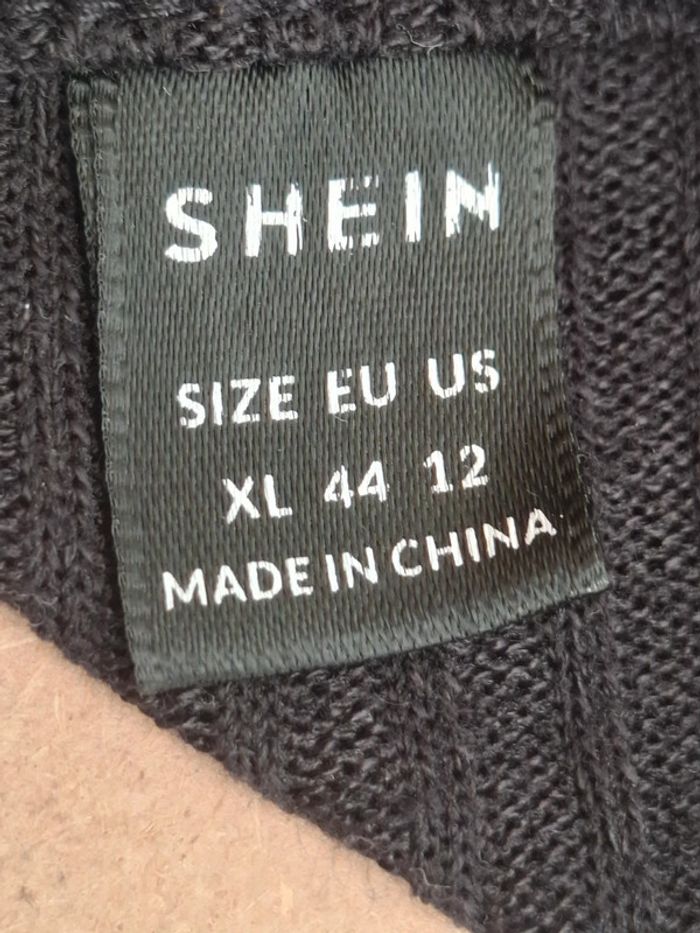 SHEIN
SIZE EU US
XL 44 12
MADE IN CHINA